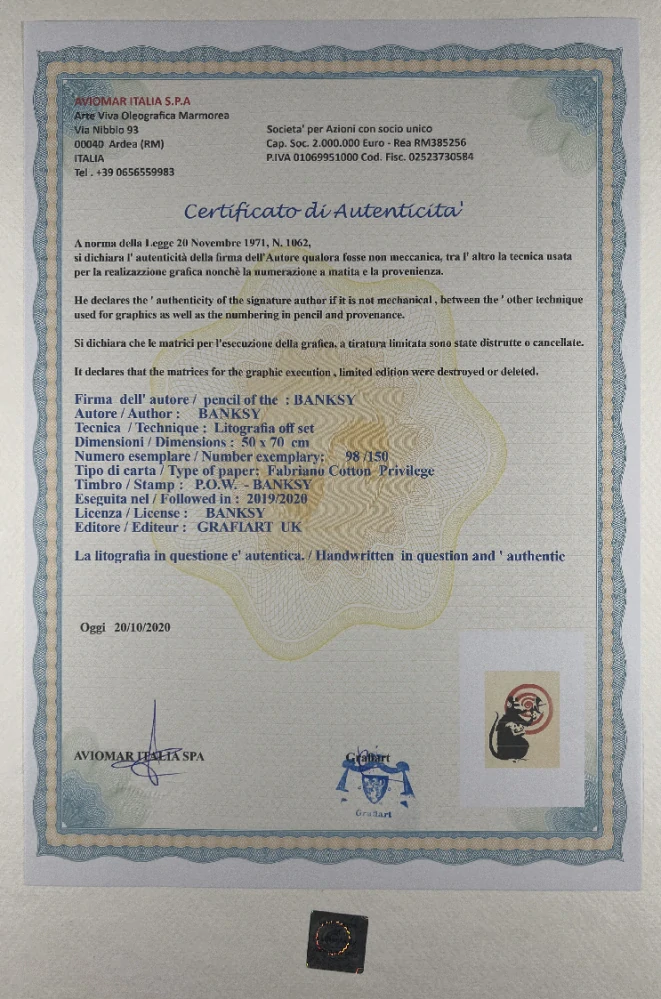 AVIOMAR ITALIA S.P.A
Arte Viva Oleografica Marmorea
Via Nibbio 93
00040 Ardea (RM)
ITALIA
Tel . +39 0656559983
Societa' per Azioni con socio unico
Cap. Soc. 2.000.000 Euro - Rea RM385256
P.IVA 01069951000 Cod. Fisc. 02523730584
Certificato di Autenticita'
A norma della Legge 20 Novembre 1971, N. 1062,
si dichiara l' autenticità della firma dell'Autore qualora fosse non meccanica, tra l' altro la tecnica usata
per la realizazzione grafica nonchè la numerazione a matita e la provenienza.
He declares the ' authenticity of the signature author if it is not mechanical , between the ' other technique
used for graphics as well as the numbering in pencil and provenance.
Si dichiara che le matrici per l'esecuzione della grafica, a tiratura limitata sono state distrutte o cancellate.
It declares that the matrices for the graphic execution , limited edition were destroyed or deleted.
Firma dell' autore / pencil of the : BANKSY
Autore / Author : BANKSY
Tecnica / Technique : Litografia off set
Dimensioni / Dimensions : 50 x 70 cm
Numero esemplare / Number exemplary; 98 /150
Tipo di carta / Type of paper: Fabriano Cotton Privilege
Timbro / Stamp : P.O.W. - BANKSY
Eseguita nel / Followed in : 2019/2020
Licenza / License : BANKSY
Editore / Editeur : GRAFIART UK
La litografia in questione e' autentica. / Handwritten in question and ' authentic
Oggi 20/10/2020
AVIOMAR ITALIA SPA
Grafiart
Grafiart